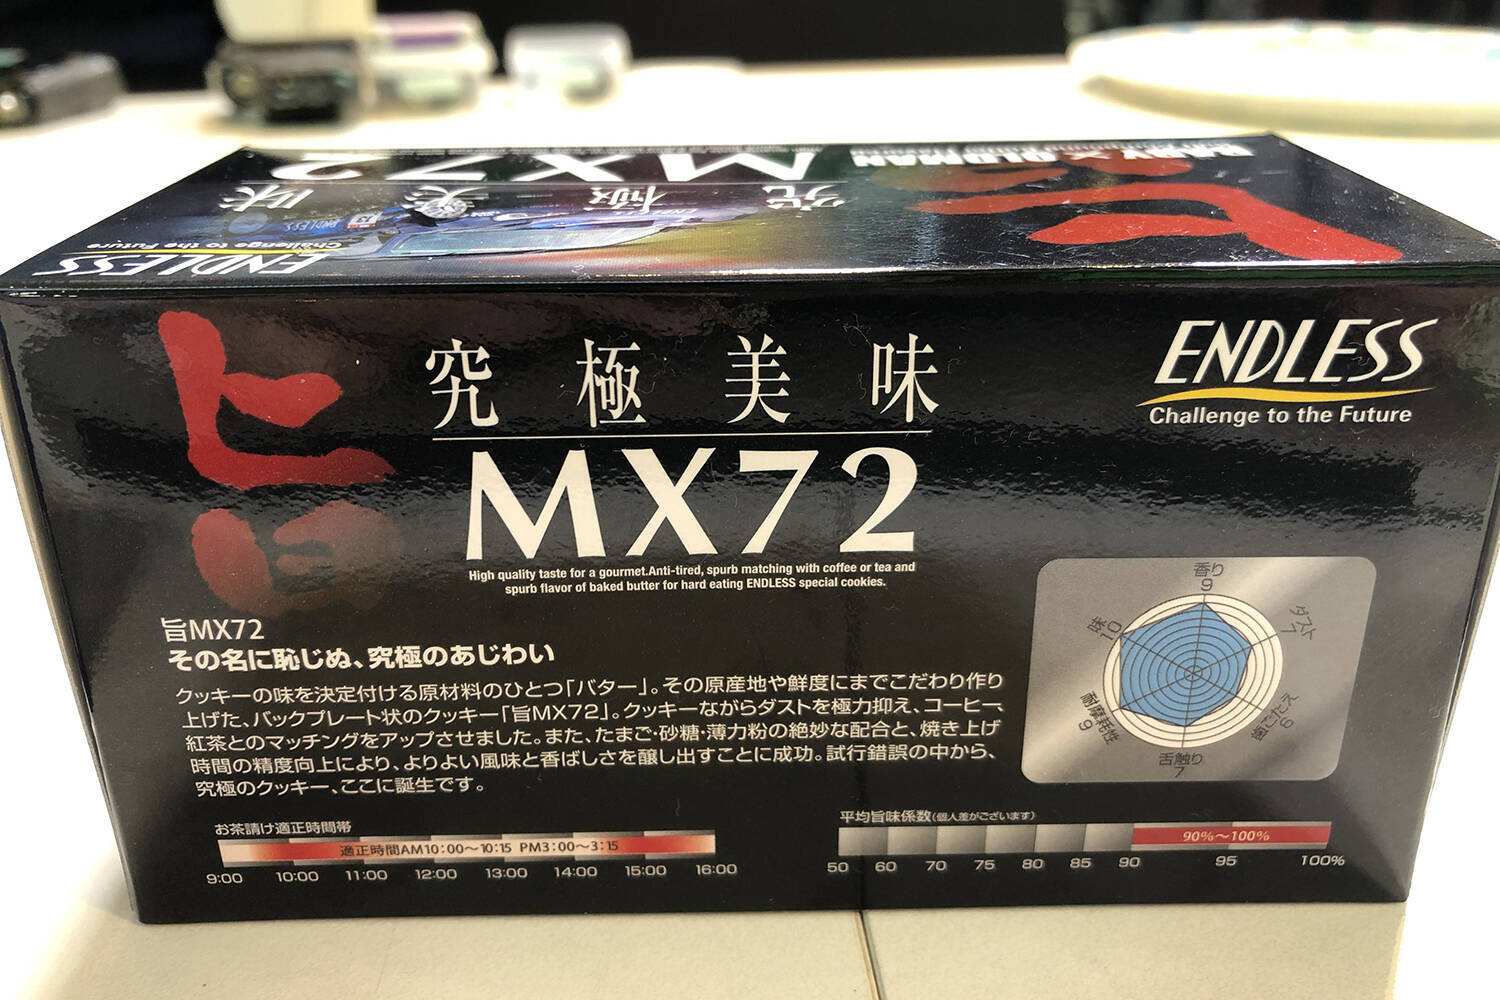 BABY × OLDMAN
MX72
究極美味
ENDLESS
Challenge to the Future
旨
究極美味
MX72
High quality taste for a gourmet.Anti-tired, spurb matching with coffee or tea and
spurb flavor of baked butter for hard eating ENDLESS special cookies.
ENDLESS
Challenge to the Future
旨MX72
その名に恥じぬ、究極のあじわい
クッキーの味を決定付ける原材料のひとつ「バター」。その原産地や鮮度にまでこだわり作り
上げた、バックプレート状のクッキー「旨MX72」。クッキーながらダストを極力抑え、コーヒー、
紅茶とのマッチングをアップさせました。また、たまご・砂糖・薄力粉の絶妙な配合と、焼き上げ
時間の精度向上により、よりよい風味と香ばしさを醸し出すことに成功。試行錯誤の中から、
究極のクッキー、ここに誕生です。
香り
9
ダスト
7
歯ごたえ
6
舌触り
7
耐摩耗性
9
味
10
お茶請け適正時間帯
適正時間AM10:00〜10:15 PM3:00〜3:15
9:00 10:00 11:00 12:00 13:00 14:00 15:00 16:00
平均旨味係数(個人差がございます)
90%〜100%
50 60 70 75 80 85 90 95 100%